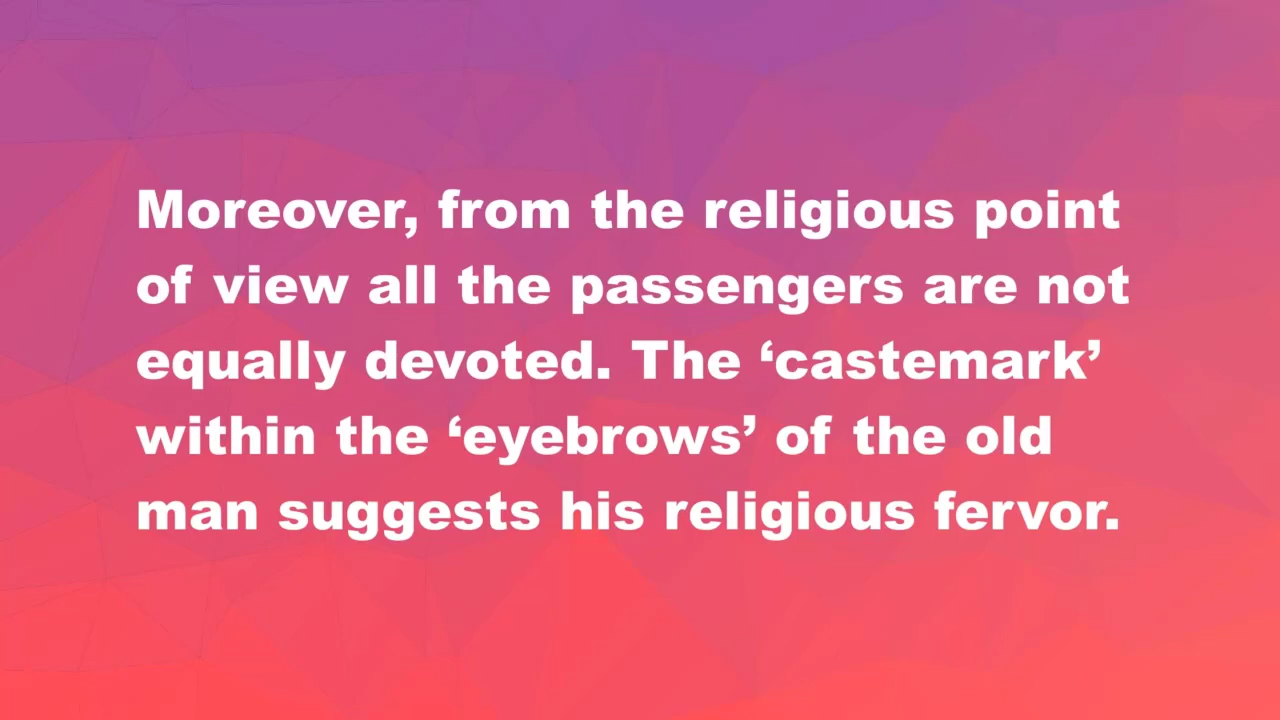 Moreover, from the religious point
of view all the passengers are not
equally devoted. The ‘castemark’
within the ‘eyebrows’ of the old
man suggests his religious fervor.